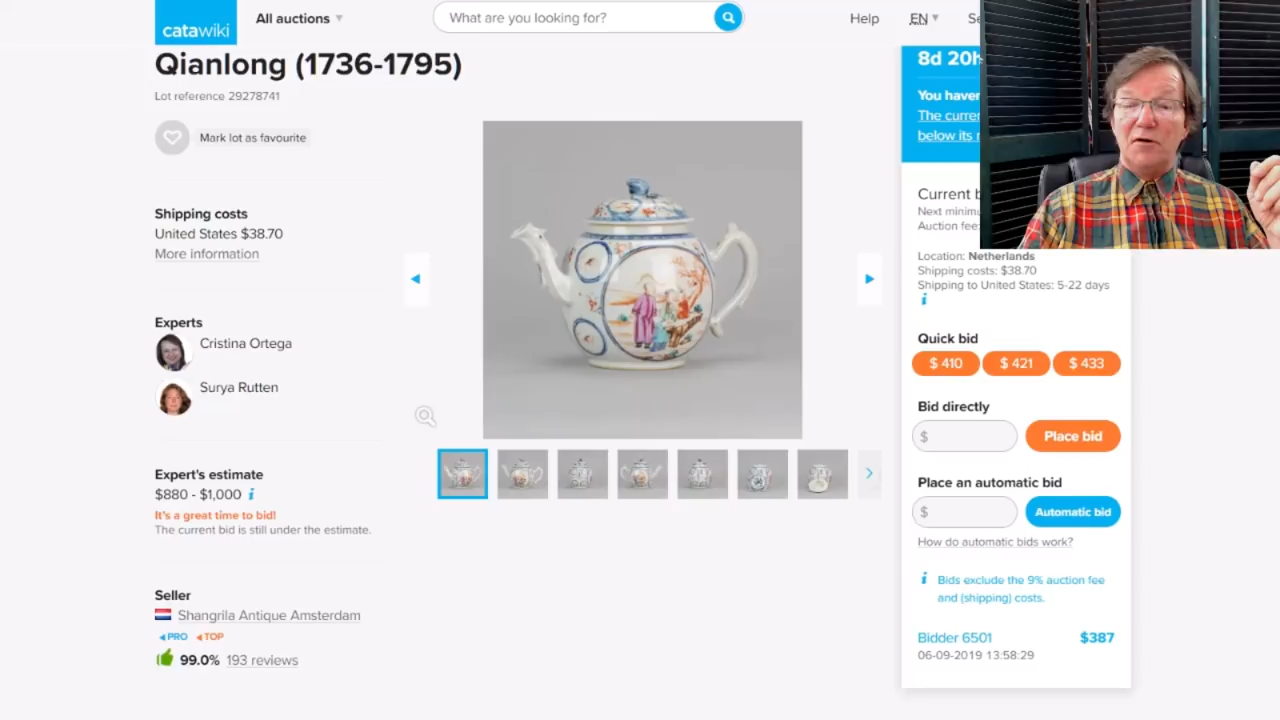 catawiki
All auctions
What are you looking for?
Help
EN
Qianlong (1736-1795)
Lot reference 29278741
Mark lot as favourite
Shipping costs
United States $38.70
More information
Experts
Cristina Ortega
Surya Rutten
Expert's estimate
$880 - $1,000
It's a great time to bid!
The current bid is still under the estimate.
Seller
Shangrila Antique Amsterdam
PRO TOP
99.0% 193 reviews
8d 20h
You
The
below its
Current
Next
Auction
Location: Netherlands
Shipping costs: $38.70
Shipping to United States: 5-22 days
Quick bid
$ 410 $ 421 $ 433
Bid directly
$ Place bid
Place an automatic bid
$ Automatic bid
How do automatic bids work?
Bids exclude the 9% auction fee
and (shipping) costs.
Bidder 6501 $387
06-09-2019 13:58:29